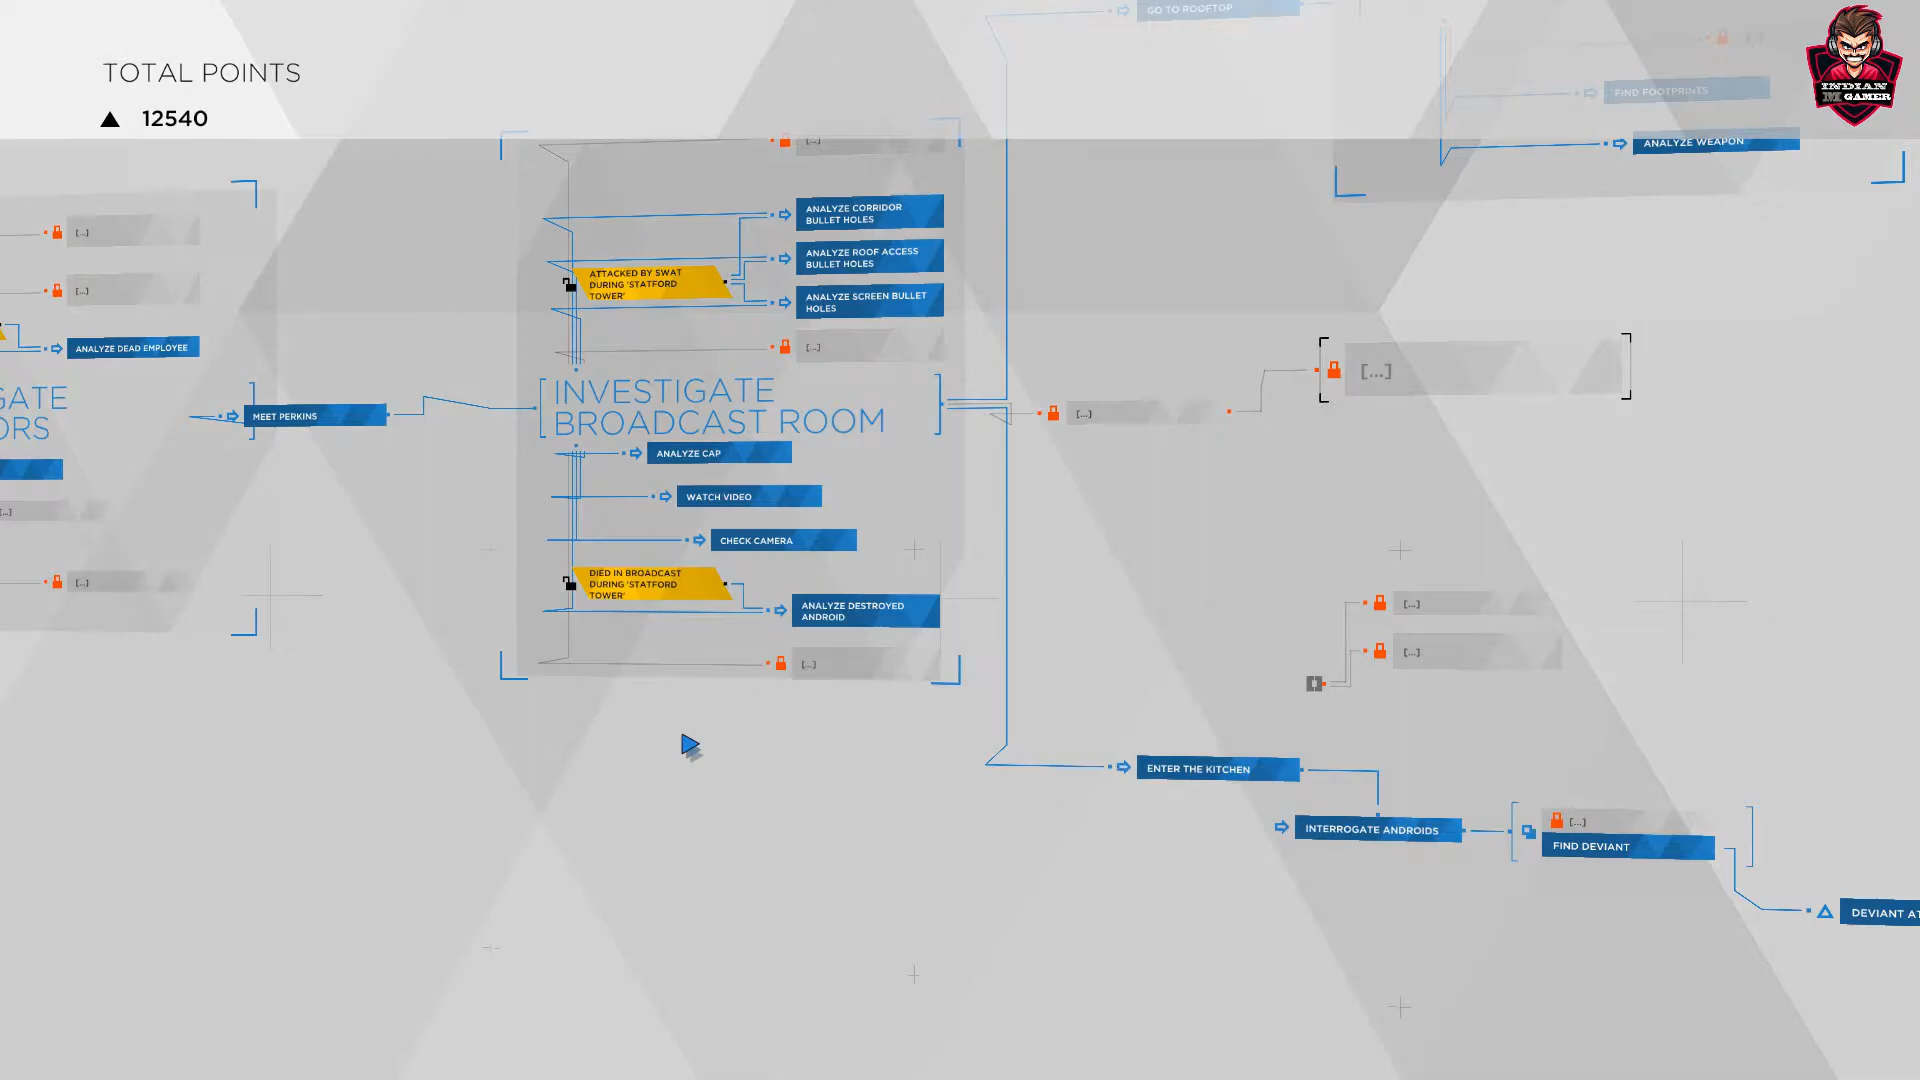 TOTAL POINTS
12540
GO TO ROOFTOP
FIND FOOTPRINTS
ANALYZE WEAPON
INDIAN
M GAMER
[...]
[...]
[...]
ANALYZE DEAD EMPLOYEE
GATE
ORS
MEET PERKINS
[...]
[...]
ANALYZE CORRIDOR
BULLET HOLES
ATTACKED BY SWAT
DURING 'STATFORD
TOWER'
ANALYZE ROOF ACCESS
BULLET HOLES
ANALYZE SCREEN BULLET
HOLES
[...]
INVESTIGATE
BROADCAST ROOM
ANALYZE CAP
WATCH VIDEO
CHECK CAMERA
DIED IN BROADCAST
DURING 'STATFORD
TOWER'
ANALYZE DESTROYED
ANDROID
[...]
[...]
[...]
[...]
[...]
ENTER THE KITCHEN
INTERROGATE ANDROIDS
[...]
FIND DEVIANT
DEVIANT AT